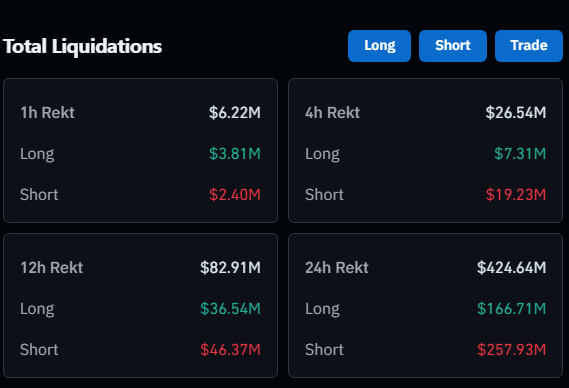 Total Liquidations Long Short Trade
1h Rekt $6.22M
Long $3.81M
Short $2.40M
4h Rekt $26.54M
Long $7.31M
Short $19.23M
12h Rekt $82.91M
Long $36.54M
Short $46.37M
24h Rekt $424.64M
Long $166.71M
Short $257.93M